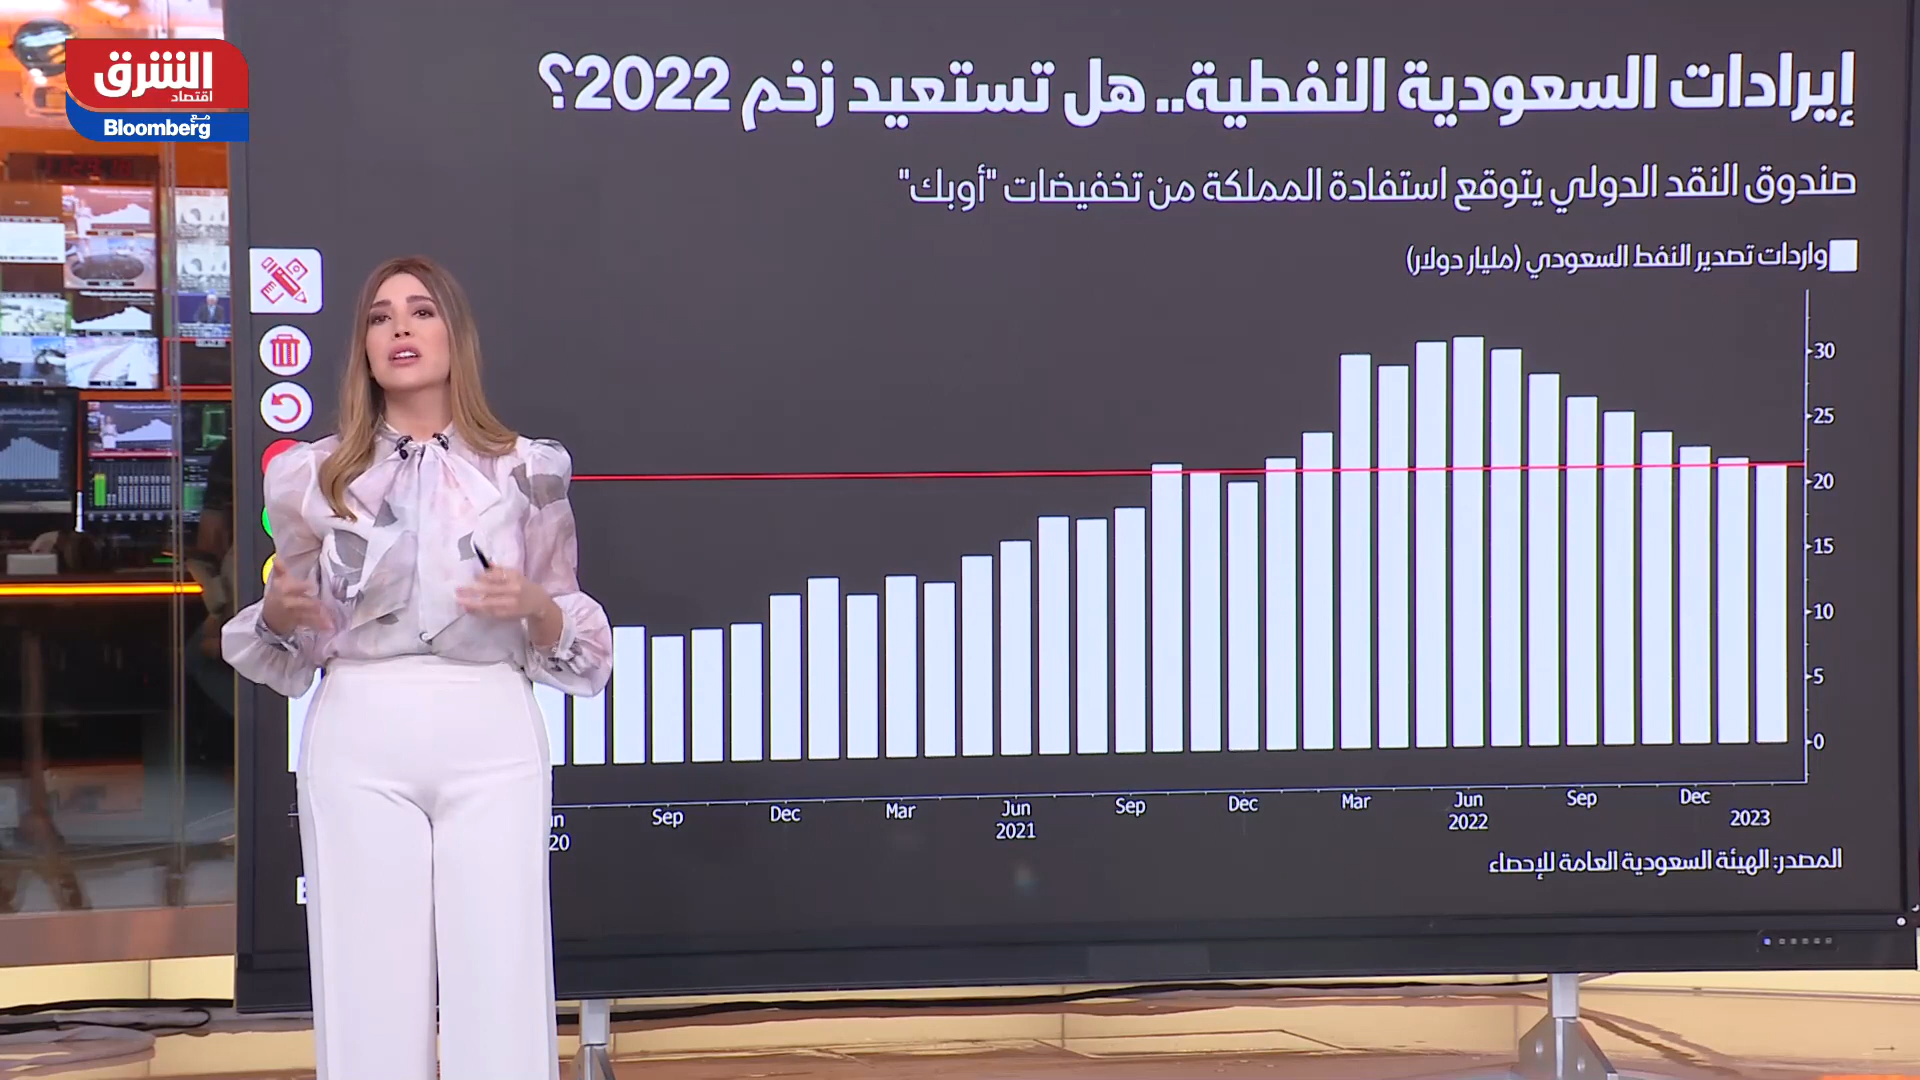 الشرق
اقتصاد
مع
Bloomberg
إيرادات السعودية النفطية.. هل تستعيد زخم 2022؟
صندوق النقد الدولي يتوقع استفادة المملكة من تخفيضات "أوبك"
واردات تصدير النفط السعودي (مليار دولار)
30
25
20
15
10
5
0
Sep Dec Mar Jun Sep Dec Mar Jun Sep Dec
20 2021 2022 2023
المصدر: الهيئة السعودية العامة للإحصاء